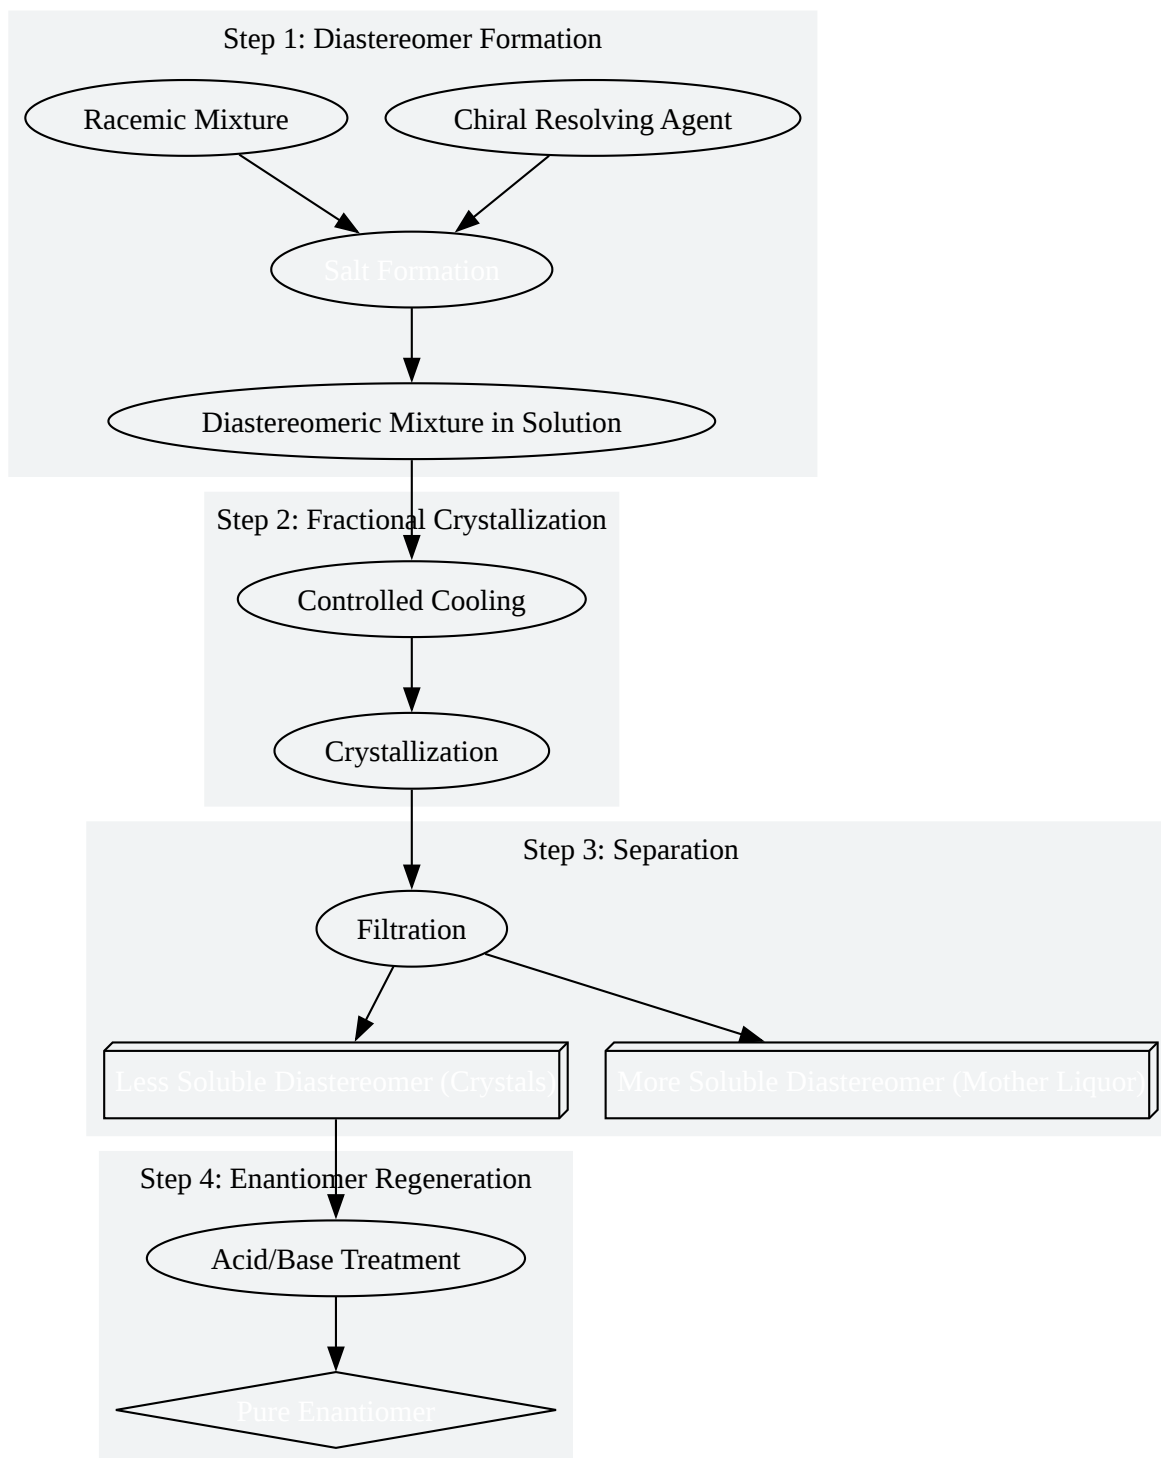 Step 1: Diastereomer Formation
Racemic Mixture
Chiral Resolving Agent
Salt Formation
Diastereomeric Mixture in Solution
Step 2: Fractional Crystallization
Controlled Cooling
Crystallization
Step 3: Separation
Filtration
Less Soluble Diastereomer (Crystals)
More Soluble Diastereomer (Mother Liquor)
Step 4: Enantiomer Regeneration
Acid/Base Treatment
Pure Enantiomer